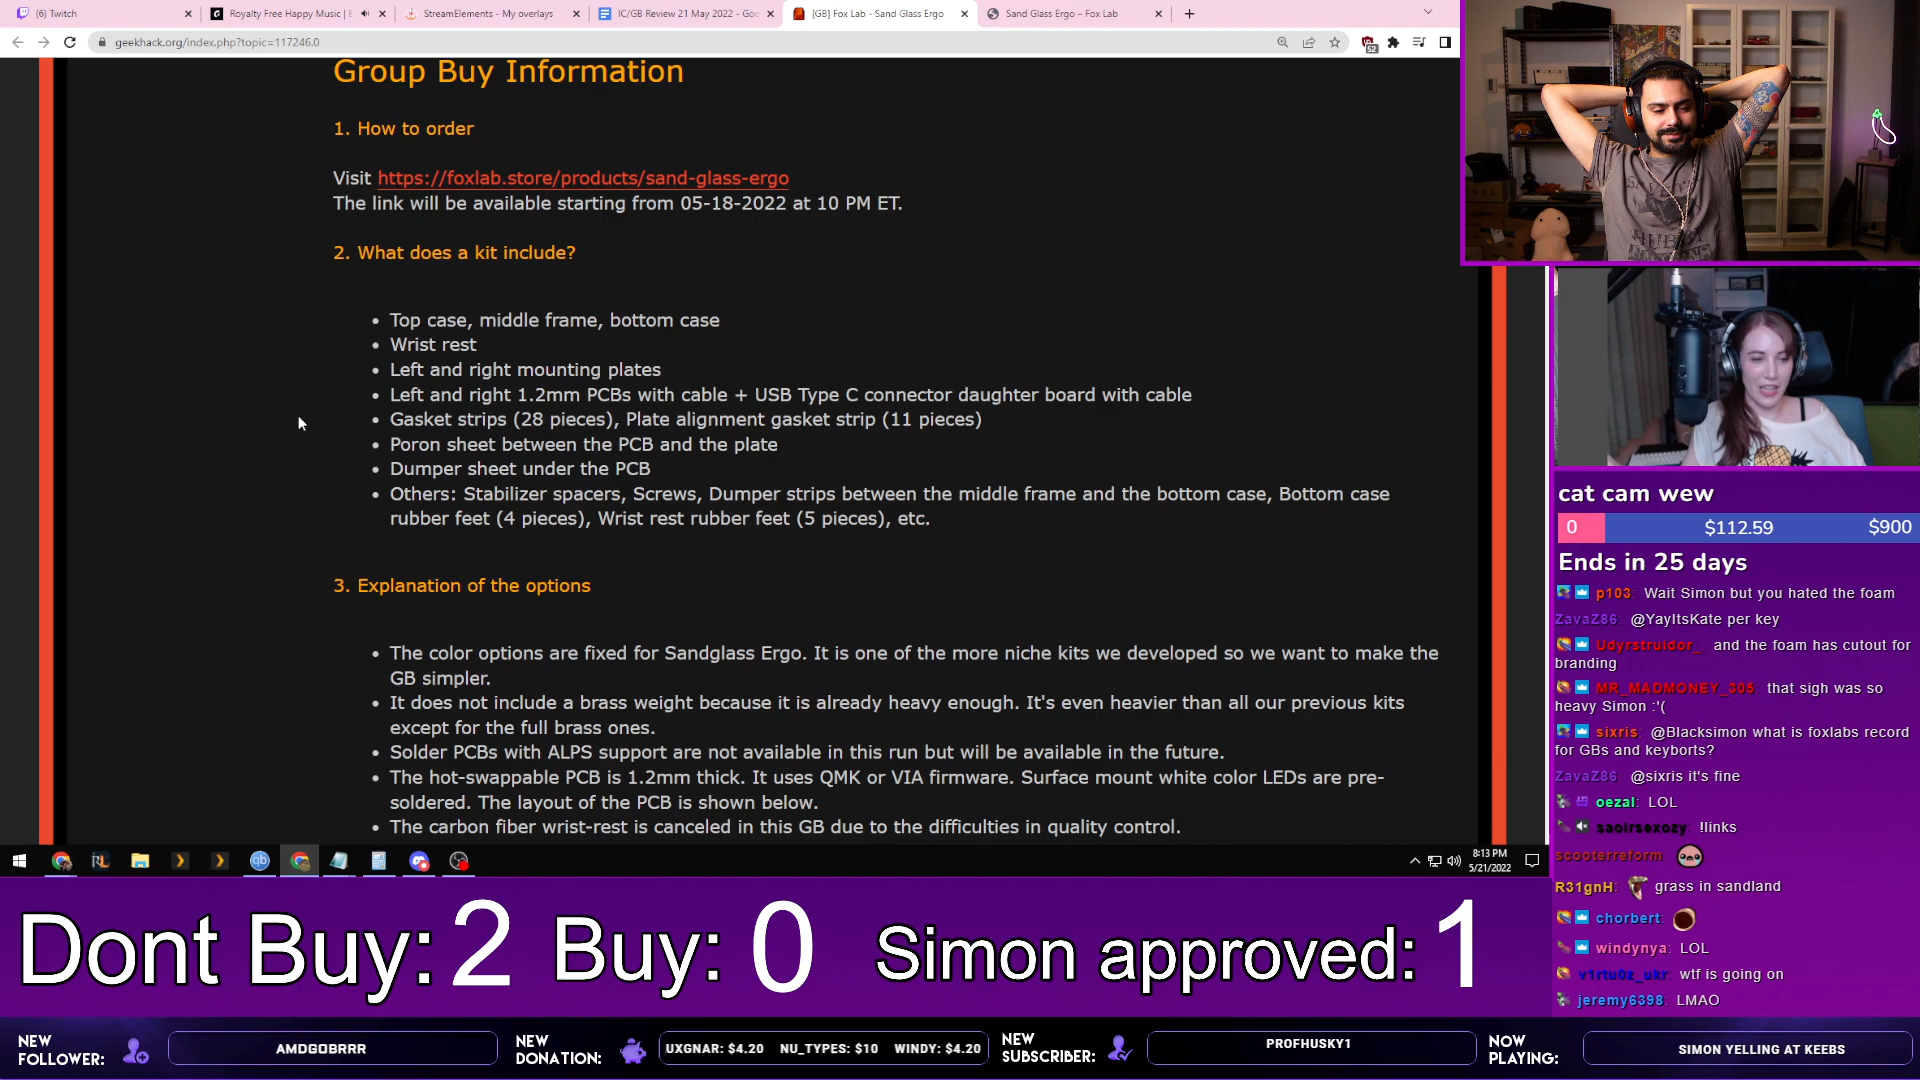 (6) Twitch
Royalty Free Happy Music | E
StreamElements - My overlays
IC/GB Review 21 May 2022 - Goo
[GB] Fox Lab - Sand Glass Ergo
Sand Glass Ergo – Fox Lab
geekhack.org/index.php?topic=117246.0
52
Group Buy Information
1. How to order
Visit https://foxlab.store/products/sand-glass-ergo
The link will be available starting from 05-18-2022 at 10 PM ET.
2. What does a kit include?
Top case, middle frame, bottom case
Wrist rest
Left and right mounting plates
Left and right 1.2mm PCBs with cable + USB Type C connector daughter board with cable
Gasket strips (28 pieces), Plate alignment gasket strip (11 pieces)
Poron sheet between the PCB and the plate
Dumper sheet under the PCB
Others: Stabilizer spacers, Screws, Dumper strips between the middle frame and the bottom case, Bottom case
rubber feet (4 pieces), Wrist rest rubber feet (5 pieces), etc.
3. Explanation of the options
The color options are fixed for Sandglass Ergo. It is one of the more niche kits we developed so we want to make the
GB simpler.
It does not include a brass weight because it is already heavy enough. It's even heavier than all our previous kits
except for the full brass ones.
Solder PCBs with ALPS support are not available in this run but will be available in the future.
The hot-swappable PCB is 1.2mm thick. It uses QMK or VIA firmware. Surface mount white color LEDs are pre-
soldered. The layout of the PCB is shown below.
The carbon fiber wrist-rest is canceled in this GB due to the difficulties in quality control.
8:13 PM
5/21/2022
cat cam wew
0 $112.59 $900
Ends in 25 days
p103: Wait Simon but you hated the foam
ZavaZ86: @YayItsKate per key
Udyrstruidor_: and the foam has cutout for
branding
MR_MADMONEY_305: that sigh was so
heavy Simon :'(
sixris: @Blacksimon what is foxlabs record
for GBs and keyborts?
ZavaZ86: @sixris it's fine
oezal: LOL
saoirsexozy: !links
scooterreform:
R31gnH: grass in sandland
chorbert:
windynya: LOL
v1rtu0z_ukr: wtf is going on
jeremy6398: LMAO
Dont Buy: 2 Buy: 0 Simon approved: 1
NEW
FOLLOWER:
AMDGOBRRR
NEW
DONATION:
UXGNAR: $4.20 NU_TYPES: $10 WINDY: $4.20
NEW
SUBSCRIBER:
PROFHUSKY1
NOW
PLAYING:
SIMON YELLING AT KEEBS